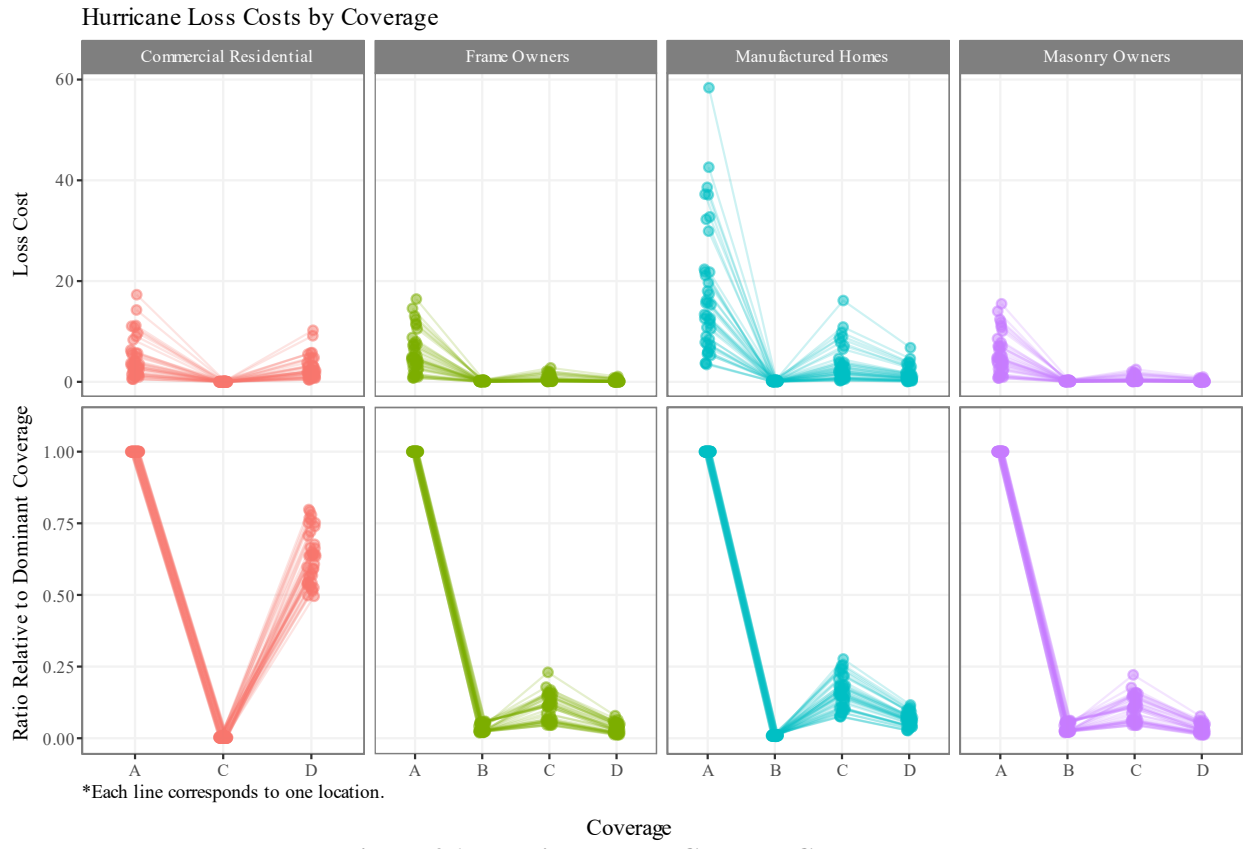 Hurricane Loss Costs by Coverage
Commercial Residential
Frame Owners
Manufactured Homes
Masonry Owners
Loss Cost
60
40
20
0
Ratio Relative to Dominant Coverage
1.00
0.75
0.50
0.25
0.00
A C D
A B C D
A B C D
A B C D
*Each line corresponds to one location.
Coverage